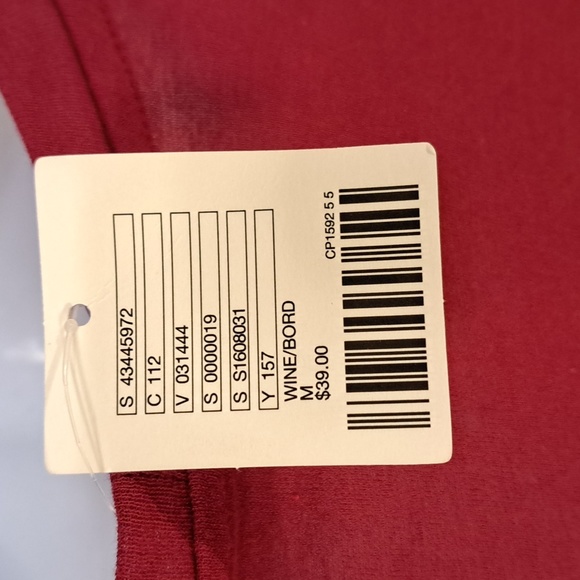 S 43445972
C 112
V 031444
S 0000019
S S1608031
Y 157
WINE/BORD
M
$39.00
CP1592 5 5